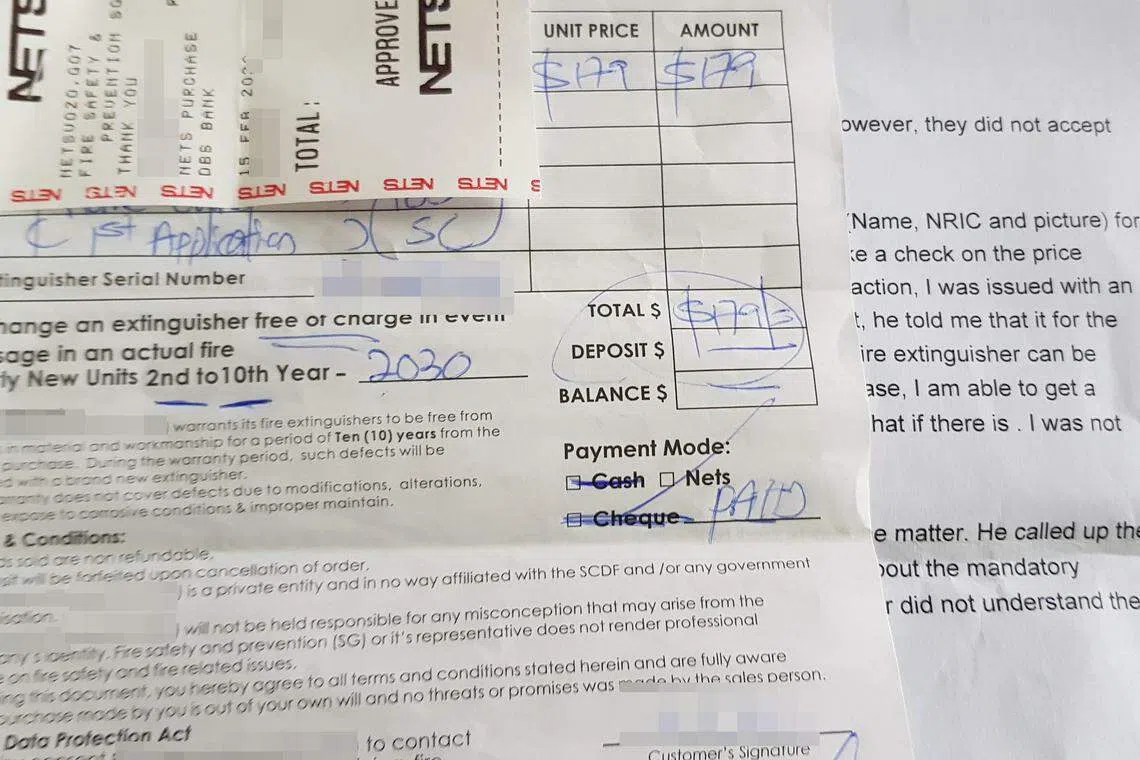 NETS
NETSUO20.007
FIRE SAFETY &
PREVENTION SG
THANK YOU
NETS PURCHASE
DBS BANK
15 FEB
TOTAL:
APPROVE
NETS
NETS NETS NETS NETS NETS NETS NETS S
UNIT PRICE AMOUNT
$179 $179
( 1st Application ) (SC)
tinguisher Serial Number
hange an extinguisher free of charge in event
sage in an actual fire
ty New Units 2nd to 10th Year - 2030
TOTAL $ $179/=
DEPOSIT $
BALANCE $
) warrants its fire extinguishers to be free from
in material and workmanship for a period of Ten (10) years from the
purchase. During the warranty period, such defects will be
ed with a brand new extinguisher.
arranty does not cover defects due to modifications, alterations,
expose to corrosive conditions & improper maintain.
Payment Mode:
Cash Nets
Cheque PAID
& Conditions:
ds sold are non refundable.
sit will be forfeited upon cancellation of order.
) is a private entity and in no way affiliated with the SCDF and /or any government
isation.
) will not be held responsible for any misconception that may arise from the
any s identity. Fire safety and prevention (SG) or it's representative does not render professional
e on fire safety and fire related issues.
ing this document, you hereby agree to all terms and conditions stated herein and are fully aware
purchase made by you is out of your own will and no threats or promises was made by the sales person.
Data Protection Act
to contact
Customer's Signature
owever, they did not accept
(Name, NRIC and picture) for
ke a check on the price
action, I was issued with an
t, he told me that it for the
ire extinguisher can be
ase, I am able to get a
hat if there is . I was not
e matter. He called up the
bout the mandatory
r did not understand the